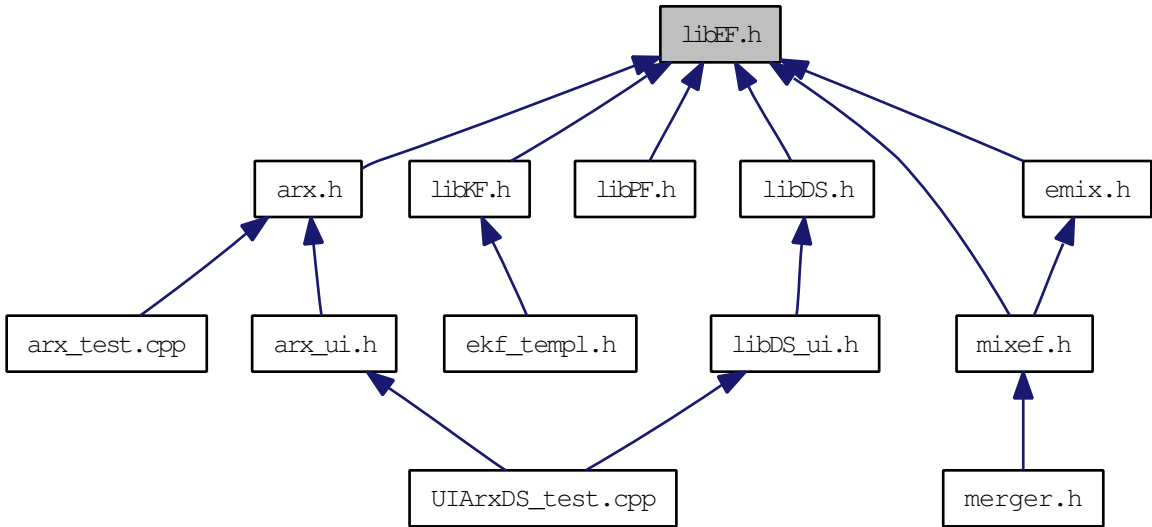 libEF.h
arx.h
libKF.h
libPF.h
libDS.h
emix.h
arx_test.cpp
arx_ui.h
ekf_templ.h
libDS_ui.h
mixef.h
UIArxDS_test.cpp
merger.h